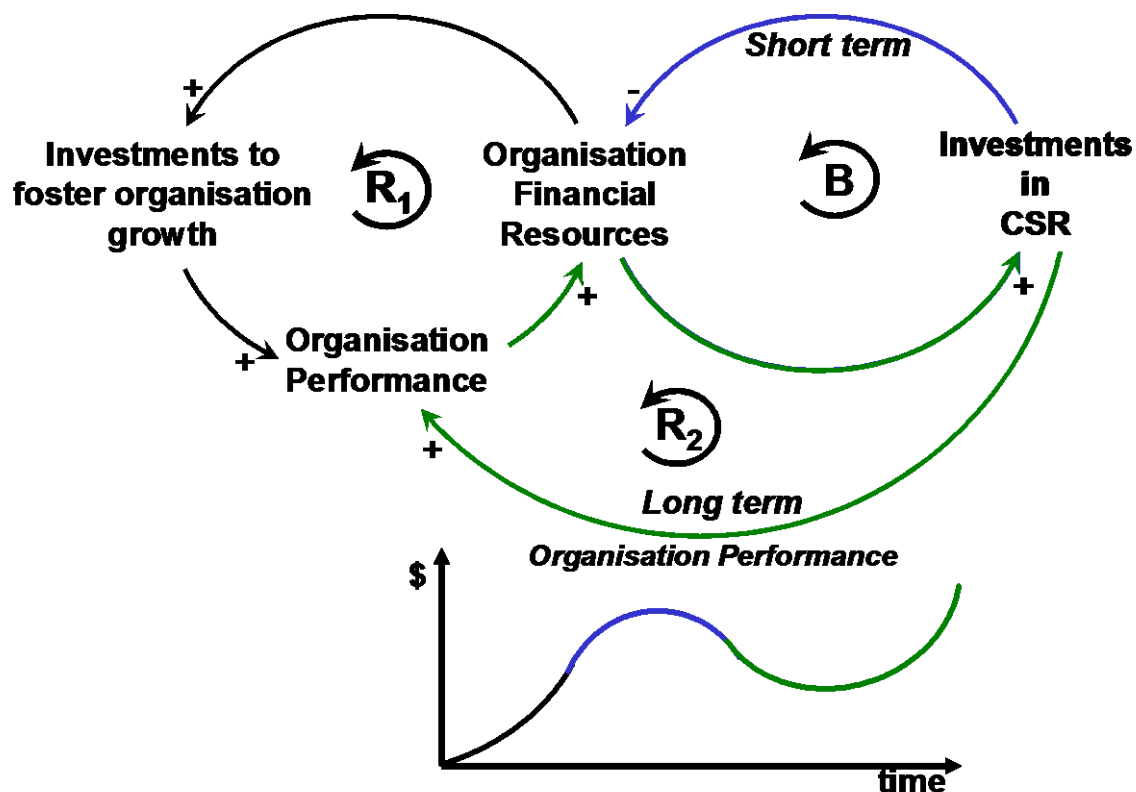 Short term
+
-
Investments to
foster organisation
growth
R1
Organisation
Financial
Resources
B
Investments
in
CSR
+
+
+
Organisation
Performance
R2
+
Long term
Organisation Performance
$
time